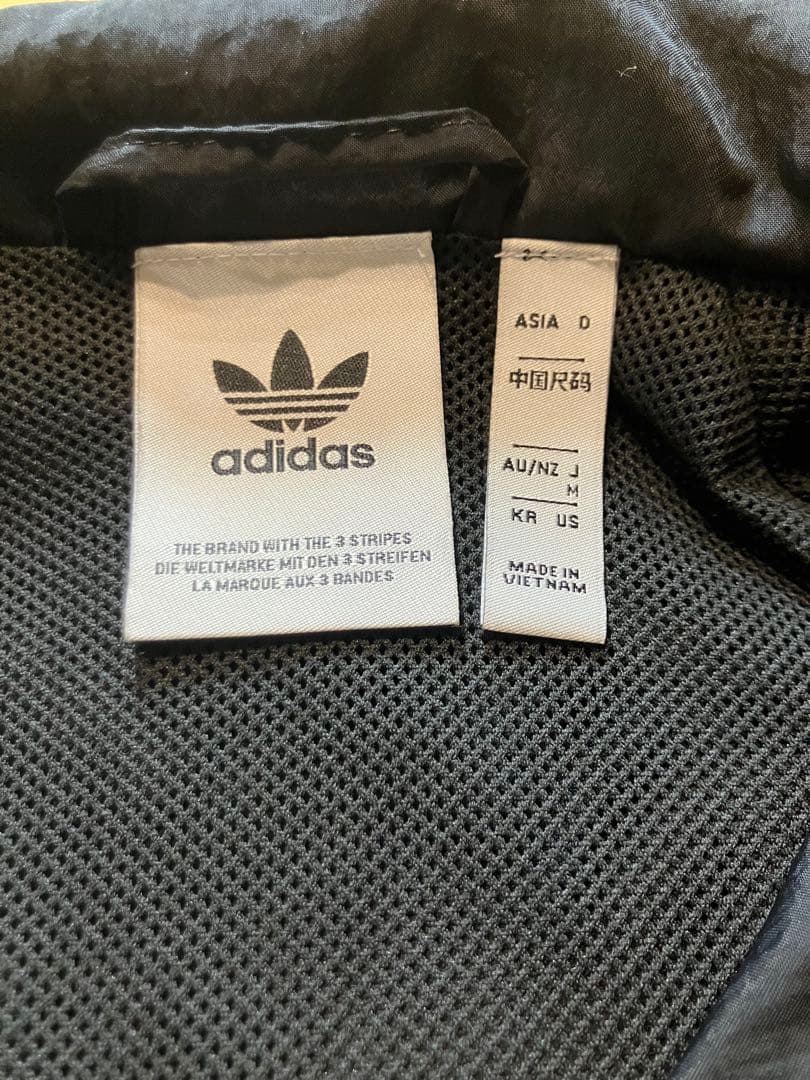 adidas
THE BRAND WITH THE 3 STRIPES
DIE WELTMARKE MIT DEN 3 STREIFEN
LA MARQUE AUX 3 BANDES
ASIA D
中国尺码
AU/NZ J
M
KR US
MADE IN
VIETNAM